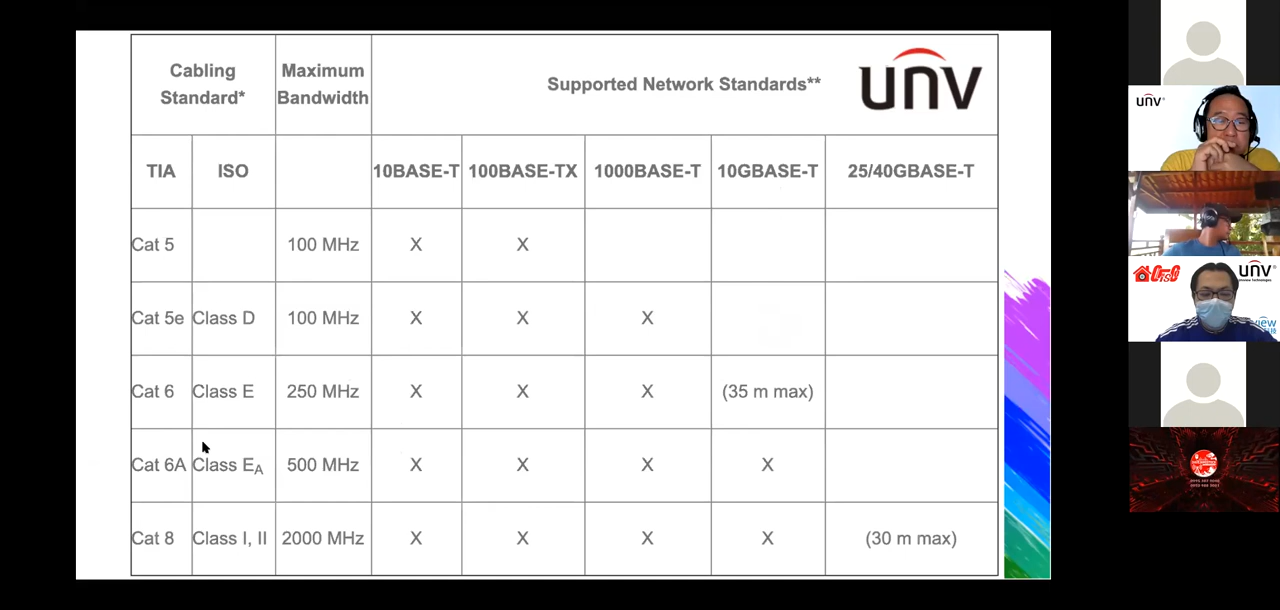 Cabling Standard*
Maximum Bandwidth
Supported Network Standards**
unv
TIA ISO 10BASE-T 100BASE-TX 1000BASE-T 10GBASE-T 25/40GBASE-T
Cat 5 100 MHz X X
Cat 5e Class D 100 MHz X X X
Cat 6 Class E 250 MHz X X X (35 m max)
Cat 6A Class EA 500 MHz X X X X
Cat 8 Class I, II 2000 MHz X X X X (30 m max)
unv
unv